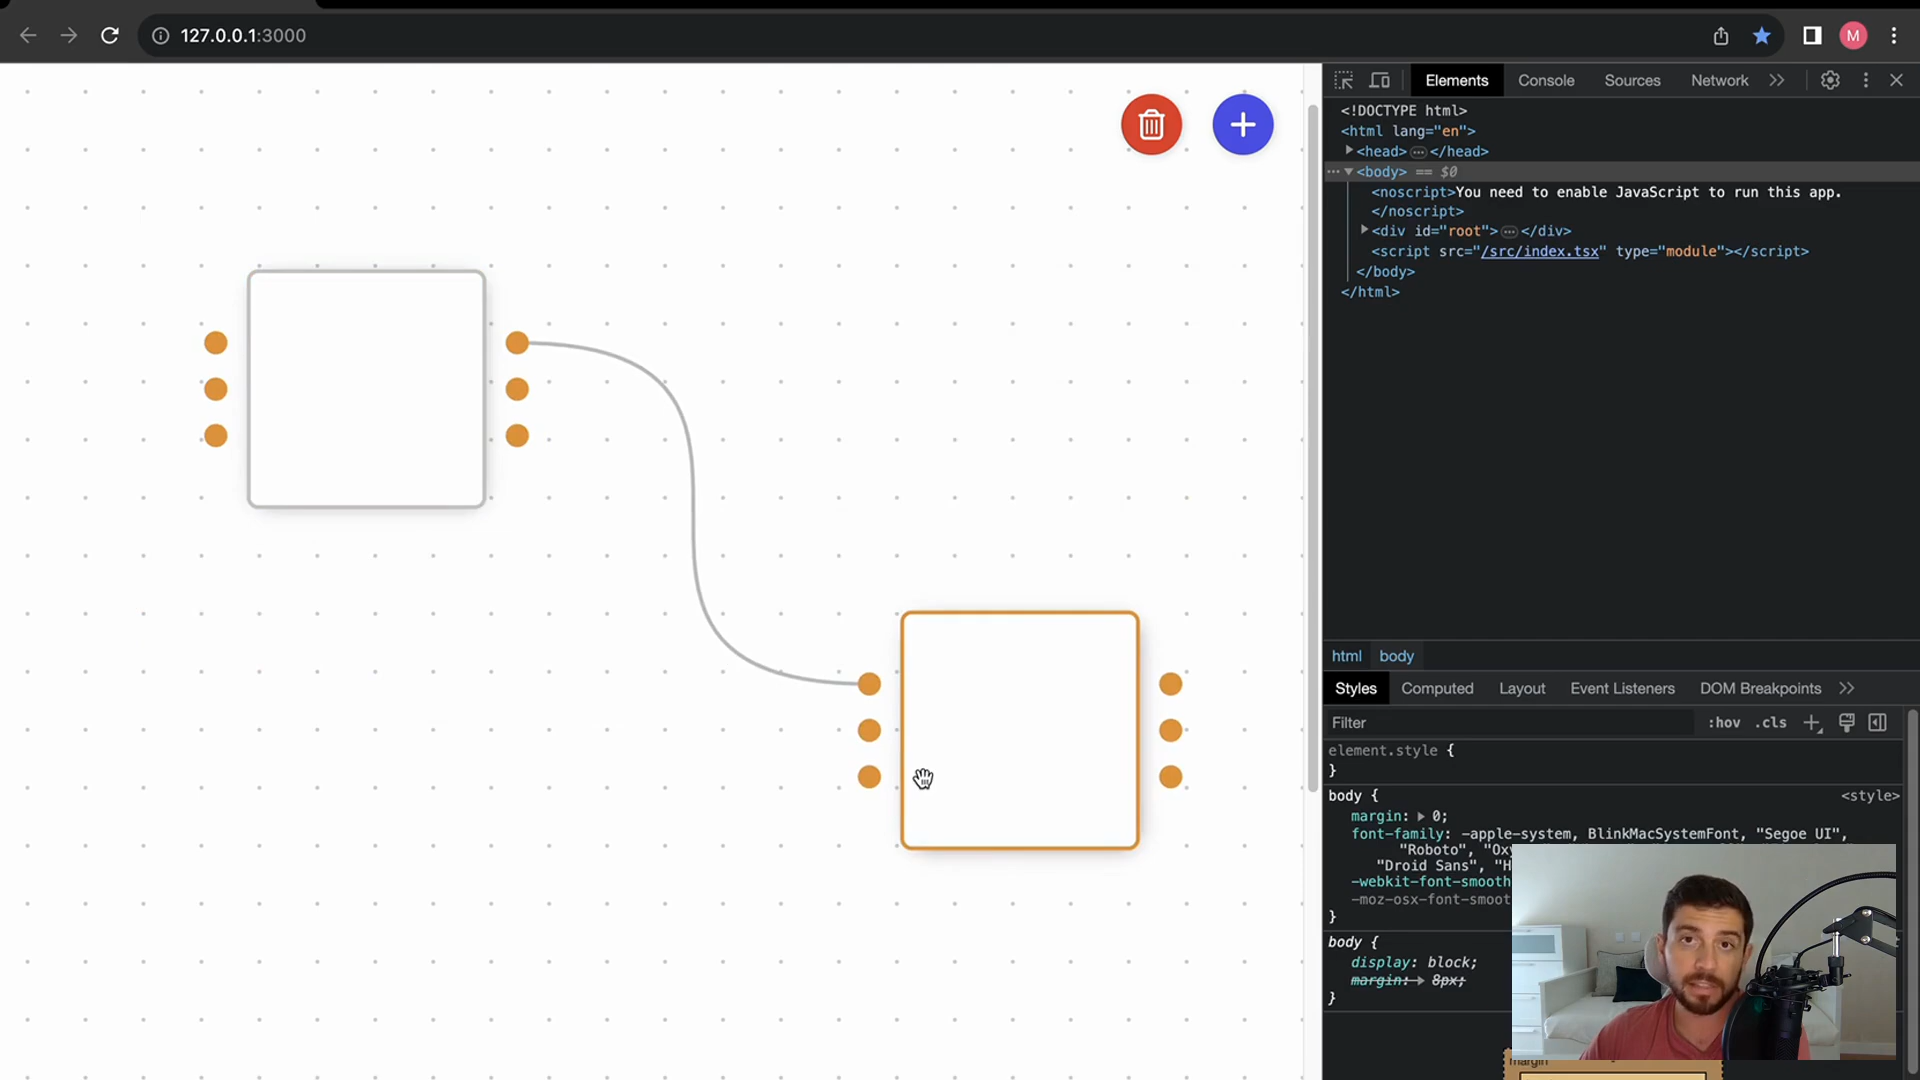 127.0.0.1:3000
M
Elements Console Sources Network
<!DOCTYPE html>
<html lang="en">
<head> </head>
<body> == $0
<noscript>You need to enable JavaScript to run this app.
</noscript>
<div id="root"> </div>
<script src="/src/index.tsx" type="module"></script>
</body>
</html>
html body
Styles Computed Layout Event Listeners DOM Breakpoints
Filter :hov .cls
element.style {
}
body { <style>
margin: 0;
font-family: -apple-system, BlinkMacSystemFont, "Segoe UI",
"Roboto",
"Droid Sans",
-webkit-font-smooth
-moz-osx-font-smoot
}
body {
display: block;
margin: 8px;
}
margin